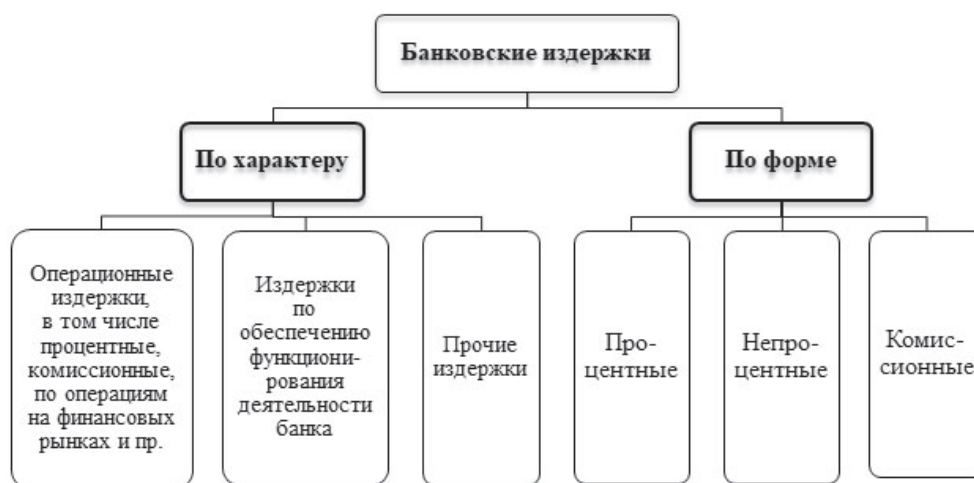 Банковские издержки
По характеру
По форме
Операционные
издержки,
в том числе
процентные,
комиссионные,
по операциям
на финансовых
рынках и пр.
Издержки
по
обеспечению
функциони-
рования
деятельности
банка
Прочие
издержки
Про-
центные
Непро-
центные
Комис-
сионные